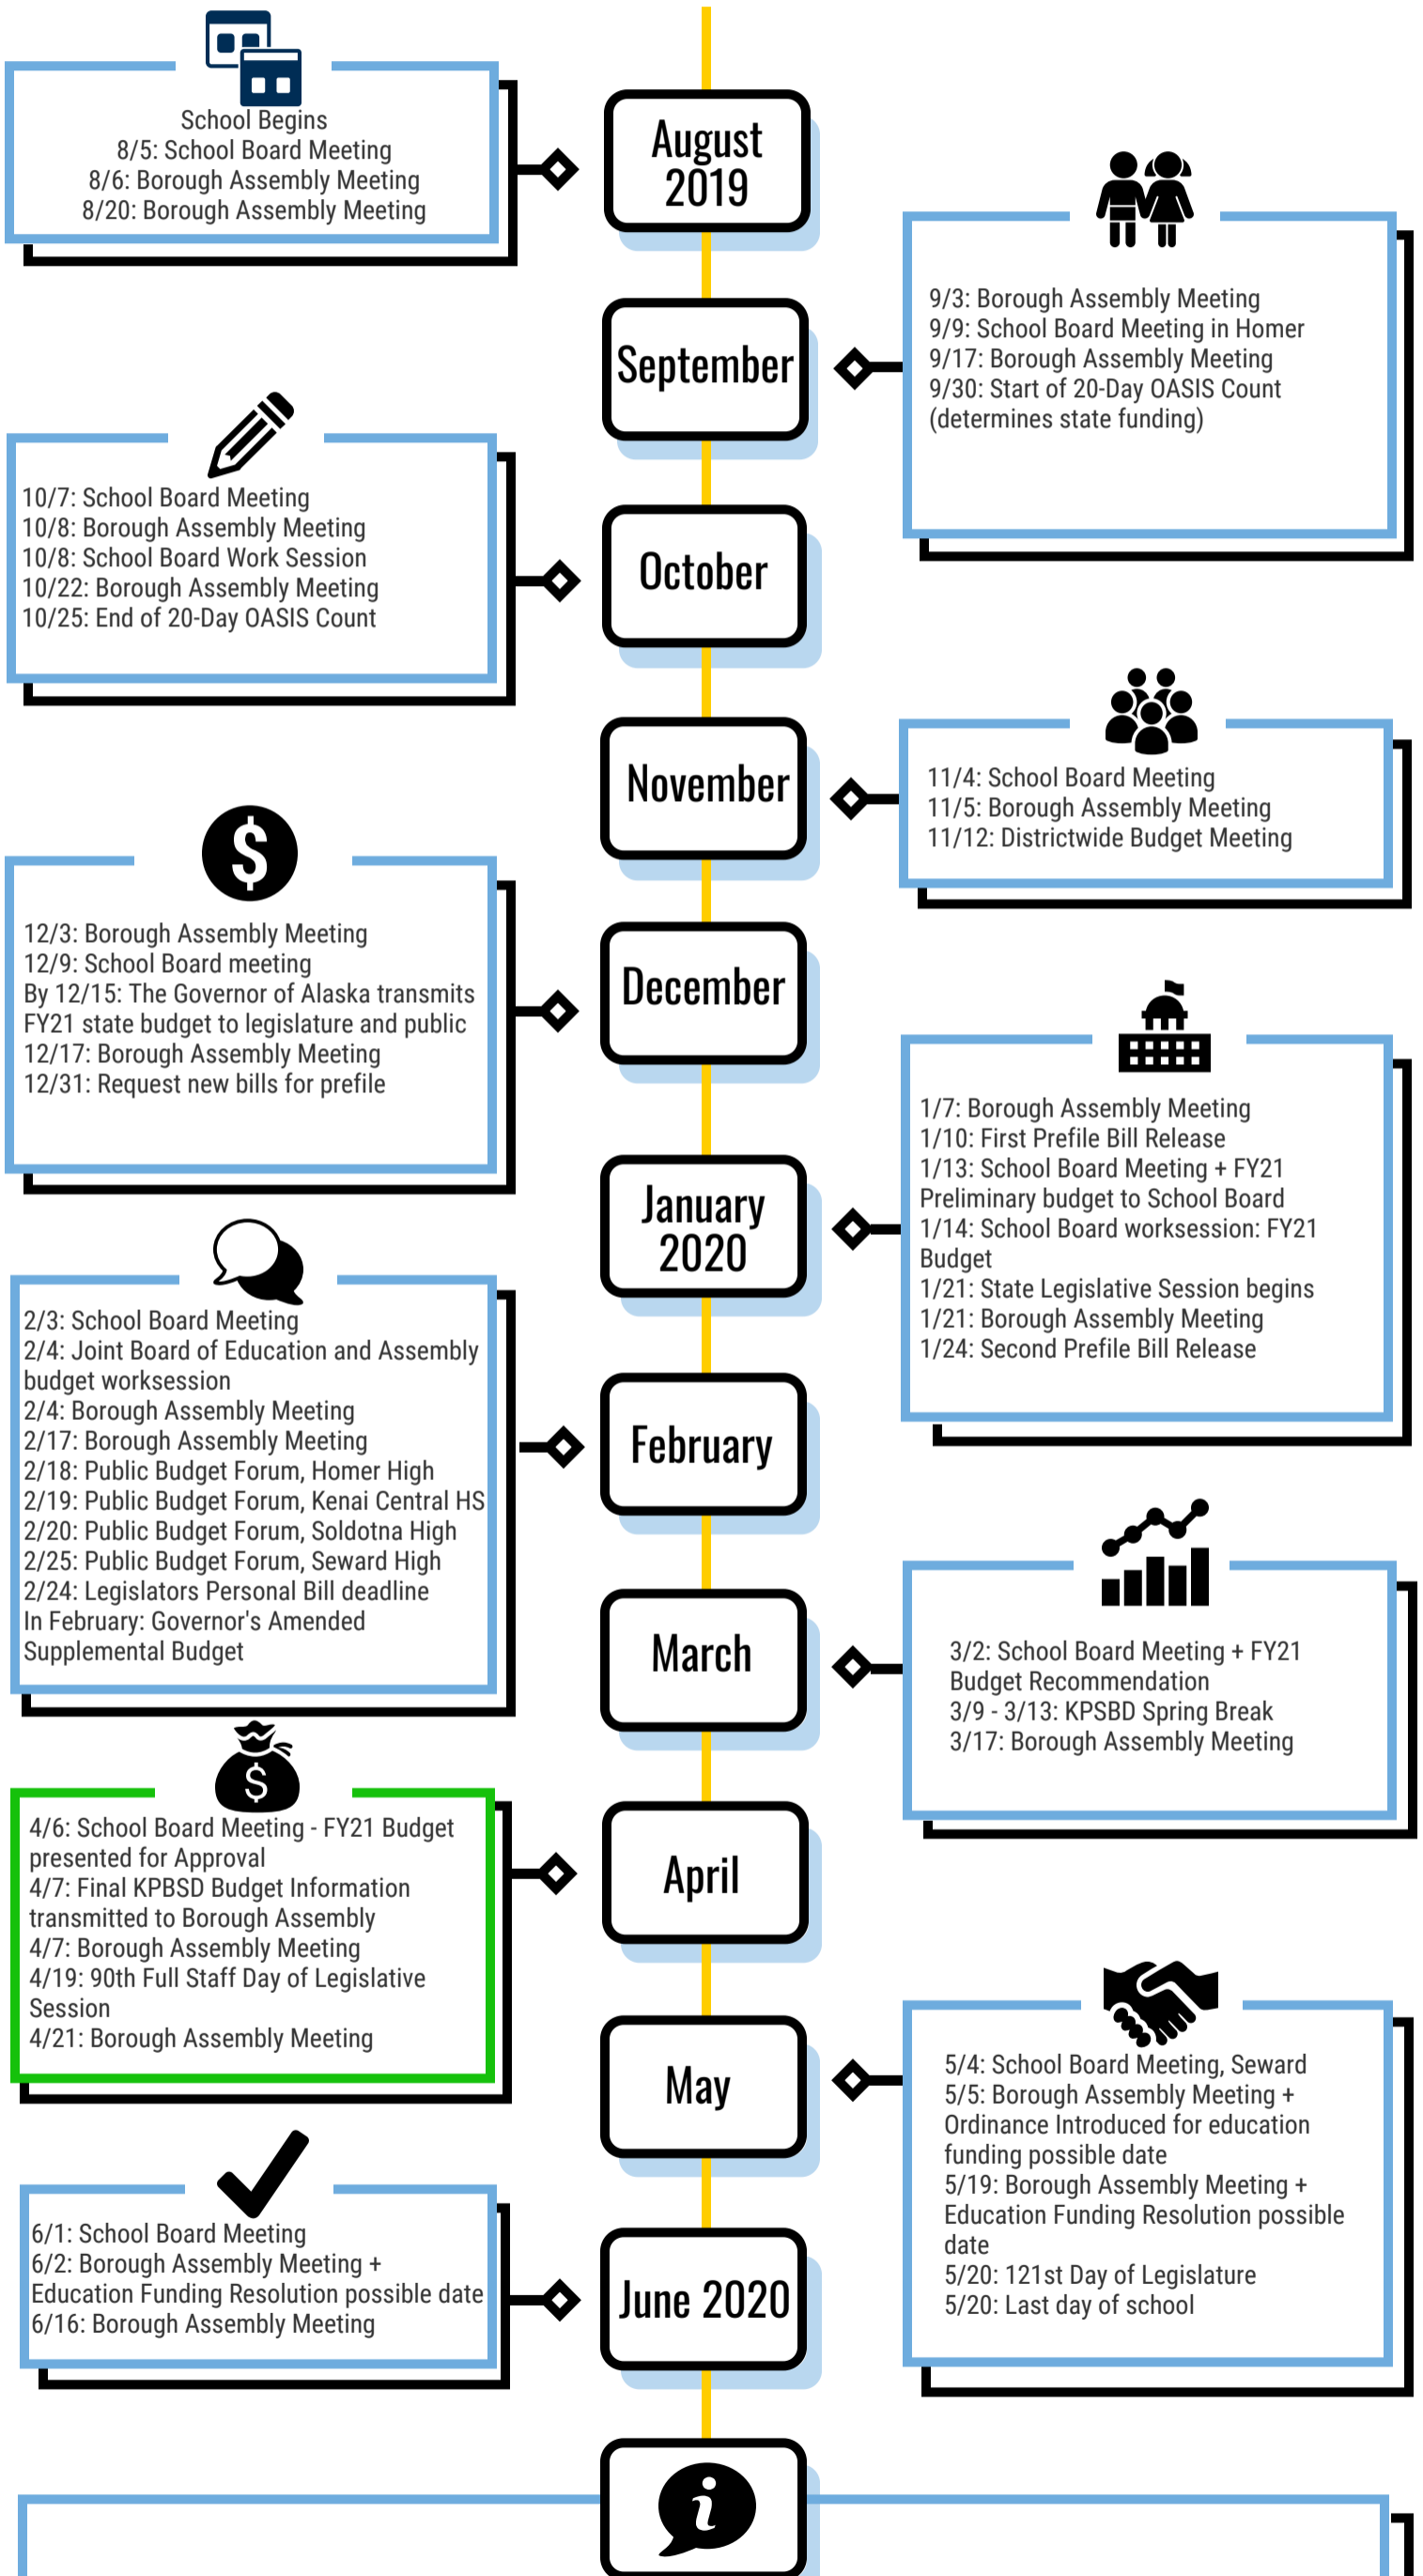 August
2019
School Begins
8/5: School Board Meeting
8/6: Borough Assembly Meeting
8/20: Borough Assembly Meeting
September
9/3: Borough Assembly Meeting
9/9: School Board Meeting in Homer
9/17: Borough Assembly Meeting
9/30: Start of 20-Day OASIS Count
(determines state funding)
October
10/7: School Board Meeting
10/8: Borough Assembly Meeting
10/8: School Board Work Session
10/22: Borough Assembly Meeting
10/25: End of 20-Day OASIS Count
November
11/4: School Board Meeting
11/5: Borough Assembly Meeting
11/12: Districtwide Budget Meeting
December
$
12/3: Borough Assembly Meeting
12/9: School Board meeting
By 12/15: The Governor of Alaska transmits
FY21 state budget to legislature and public
12/17: Borough Assembly Meeting
12/31: Request new bills for prefile
January
2020
1/7: Borough Assembly Meeting
1/10: First Prefile Bill Release
1/13: School Board Meeting + FY21
Preliminary budget to School Board
1/14: School Board worksession: FY21
Budget
1/21: State Legislative Session begins
1/21: Borough Assembly Meeting
1/24: Second Prefile Bill Release
February
2/3: School Board Meeting
2/4: Joint Board of Education and Assembly
budget worksession
2/4: Borough Assembly Meeting
2/17: Borough Assembly Meeting
2/18: Public Budget Forum, Homer High
2/19: Public Budget Forum, Kenai Central HS
2/20: Public Budget Forum, Soldotna High
2/25: Public Budget Forum, Seward High
2/24: Legislators Personal Bill deadline
In February: Governor's Amended
Supplemental Budget
March
3/2: School Board Meeting + FY21
Budget Recommendation
3/9 - 3/13: KPSBD Spring Break
3/17: Borough Assembly Meeting
April
$
4/6: School Board Meeting - FY21 Budget
presented for Approval
4/7: Final KPBSD Budget Information
transmitted to Borough Assembly
4/7: Borough Assembly Meeting
4/19: 90th Full Staff Day of Legislative
Session
4/21: Borough Assembly Meeting
May
5/4: School Board Meeting, Seward
5/5: Borough Assembly Meeting +
Ordinance Introduced for education
funding possible date
5/19: Borough Assembly Meeting +
Education Funding Resolution possible
date
5/20: 121st Day of Legislature
5/20: Last day of school
June 2020
6/1: School Board Meeting
6/2: Borough Assembly Meeting +
Education Funding Resolution possible date
6/16: Borough Assembly Meeting
i